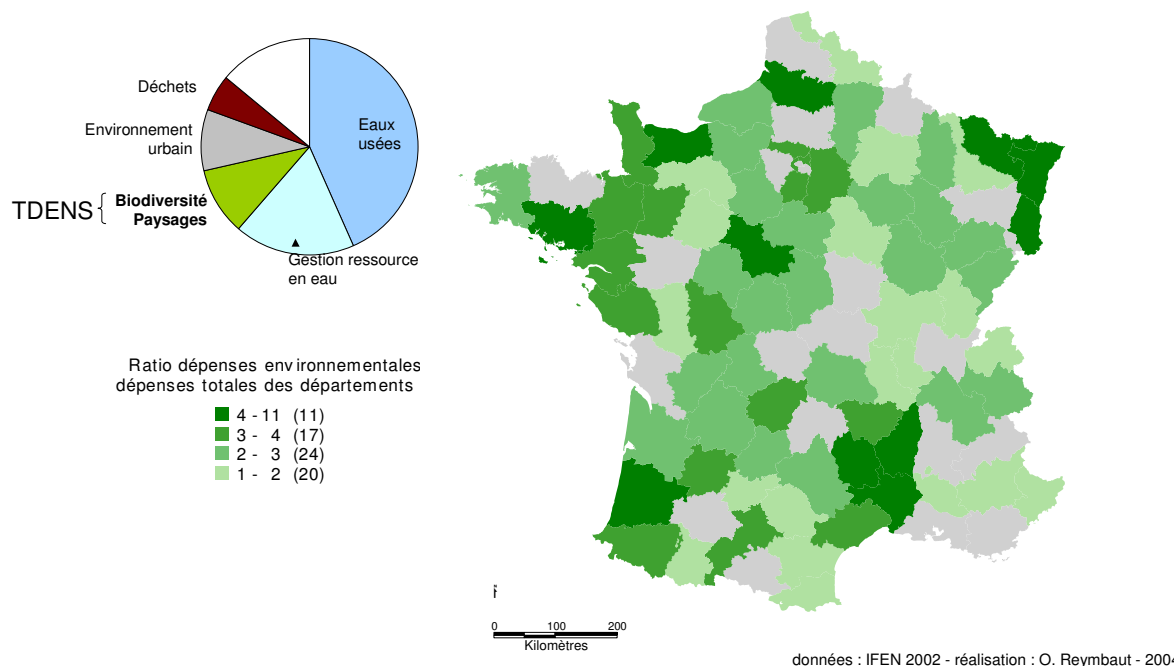 Déchets
Environnement
urbain
TDENS { Biodiversité
Paysages
Eaux
usées
Gestion ressource
en eau
Ratio dépenses environnementales
dépenses totales des départements
4 - 11 (11)
3 - 4 (17)
2 - 3 (24)
1 - 2 (20)
0 100 200
Kilomètres
données : IFEN 2002 - réalisation : O. Reymbaut - 2004